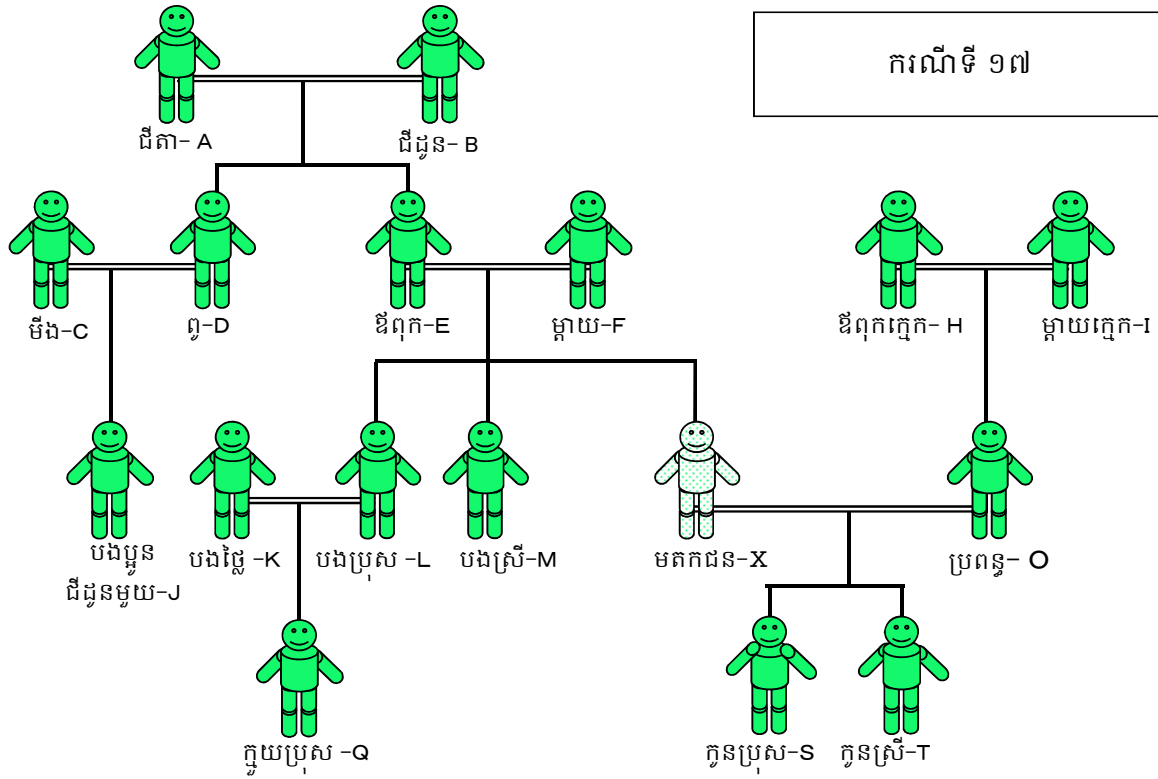 ករណីទី ១៧
ជីតា- A
ជីដូន- B
មីង-C
ពូ-D
ឪពុក-E
ម្តាយ-F
ឪពុកក្មេក- H
ម្តាយក្មេក-I
បងប្អូន
ជីដូនមួយ-J
បងថ្លៃ -K
បងប្រុស -L
បងស្រី-M
មតកជន-X
ប្រពន្ធ- O
ក្មួយប្រុស -Q
កូនប្រុស-S
កូនស្រី-T